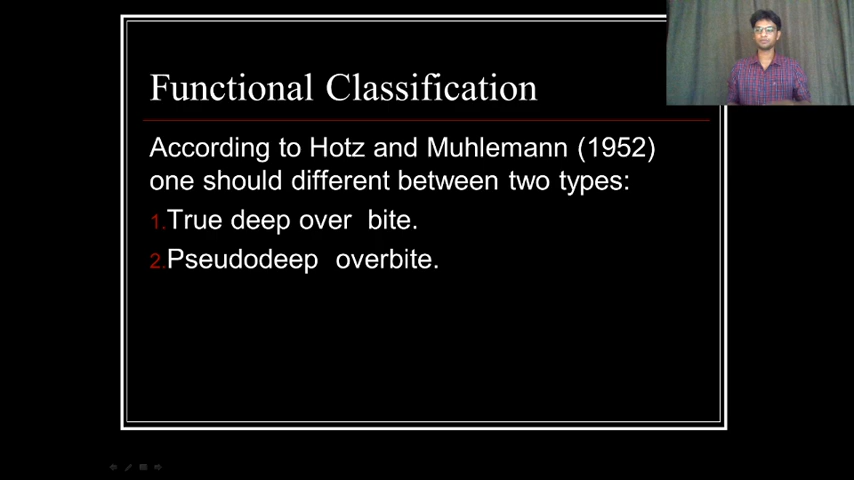 Functional Classification
According to Hotz and Muhlemann (1952)
one should different between two types:
1.True deep over bite.
2.Pseudodeep overbite.